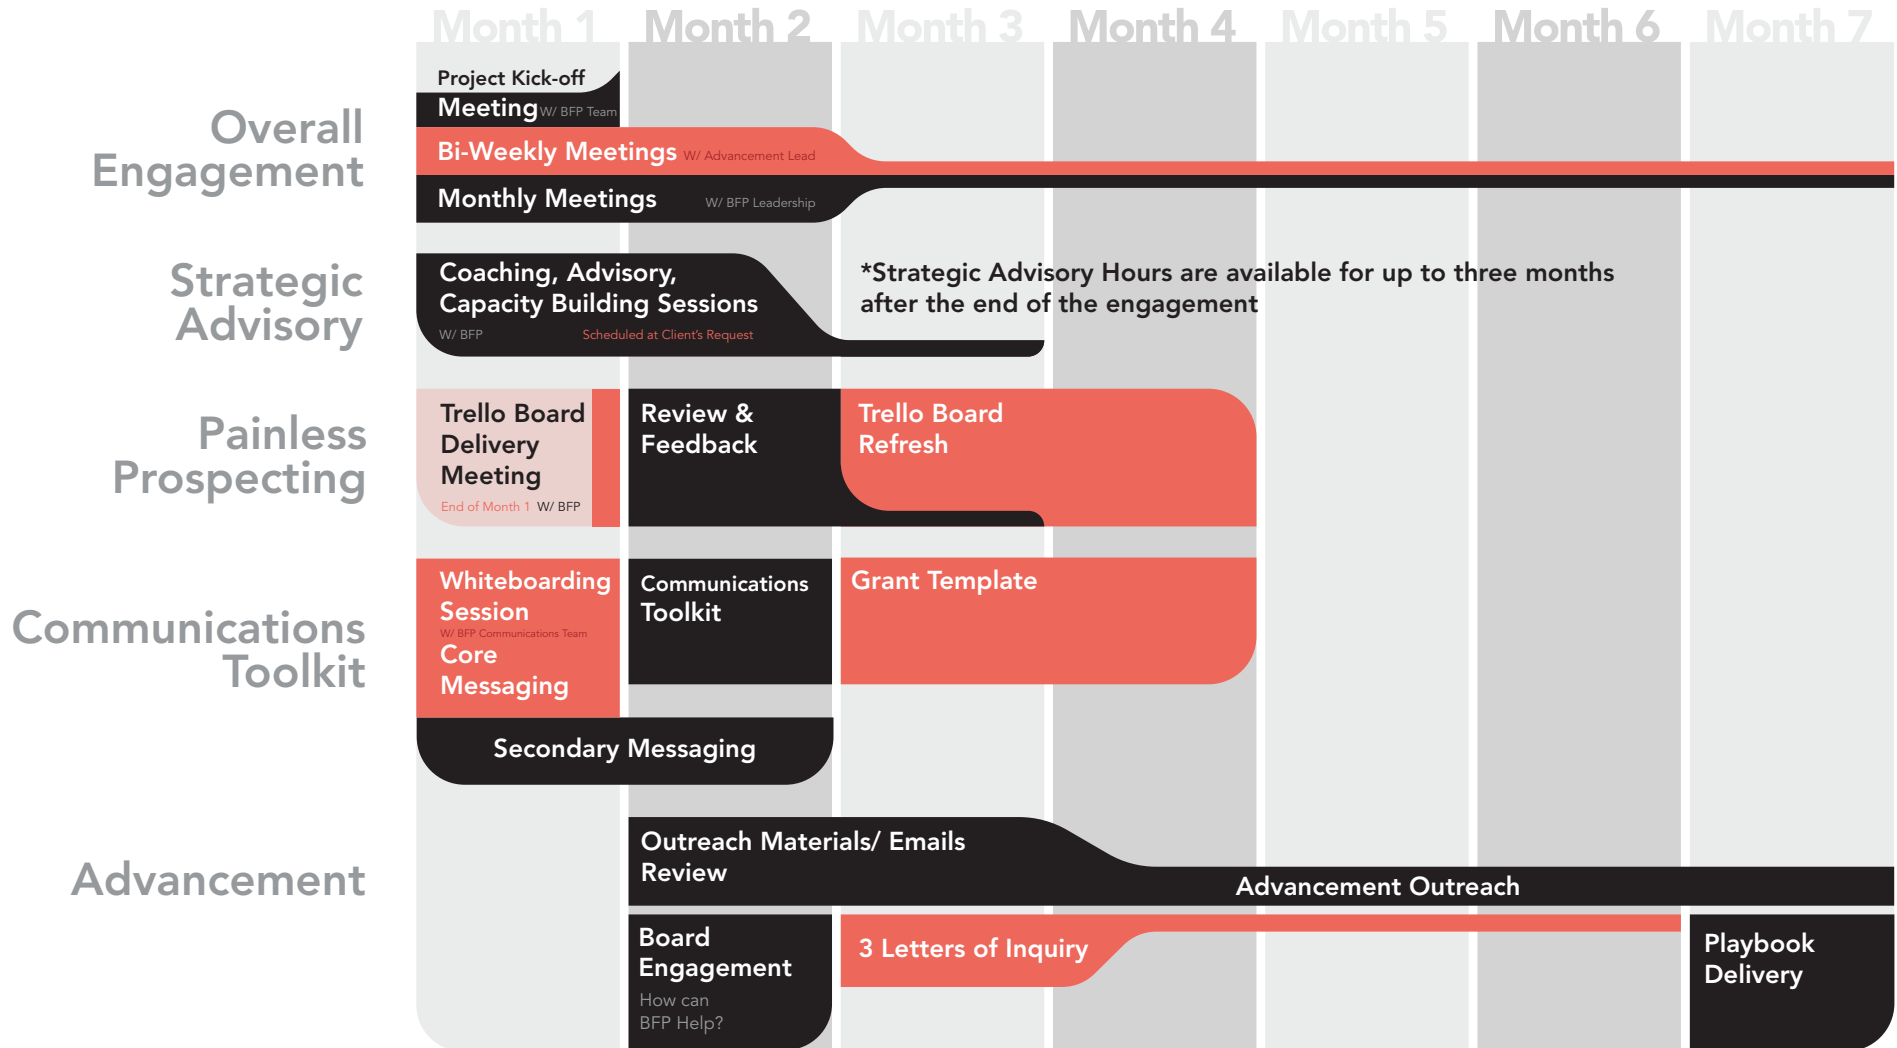 Month 1 Month 2 Month 3 Month 4 Month 5 Month 6 Month 7
Overall
Engagement
Project Kick-off
Meeting W/ BFP Team
Bi-Weekly Meetings W/ Advancement Lead
Monthly Meetings W/ BFP Leadership
Strategic
Advisory
Coaching, Advisory,
Capacity Building Sessions
W/ BFP Scheduled at Client's Request
*Strategic Advisory Hours are available for up to three months
after the end of the engagement
Painless
Prospecting
Trello Board
Delivery
Meeting
End of Month 1 W/ BFP
Review &
Feedback
Trello Board
Refresh
Communications
Toolkit
Whiteboarding
Session
W/ BFP Communications Team
Core
Messaging
Communications
Toolkit
Grant Template
Secondary Messaging
Advancement
Outreach Materials/ Emails
Review
Advancement Outreach
Board
Engagement
How can
BFP Help?
3 Letters of Inquiry
Playbook
Delivery